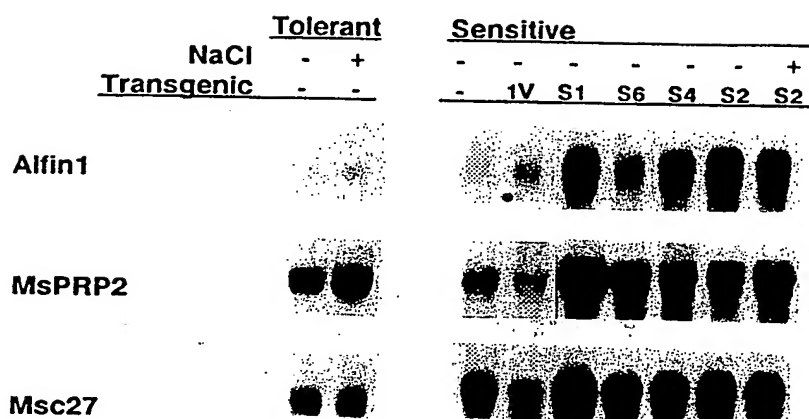 Tolerant Sensitive
NaCl - + - - - - - - +
Transgenic - - - 1V S1 S6 S4 S2 S2
Alfin1
MsPRP2
Msc27